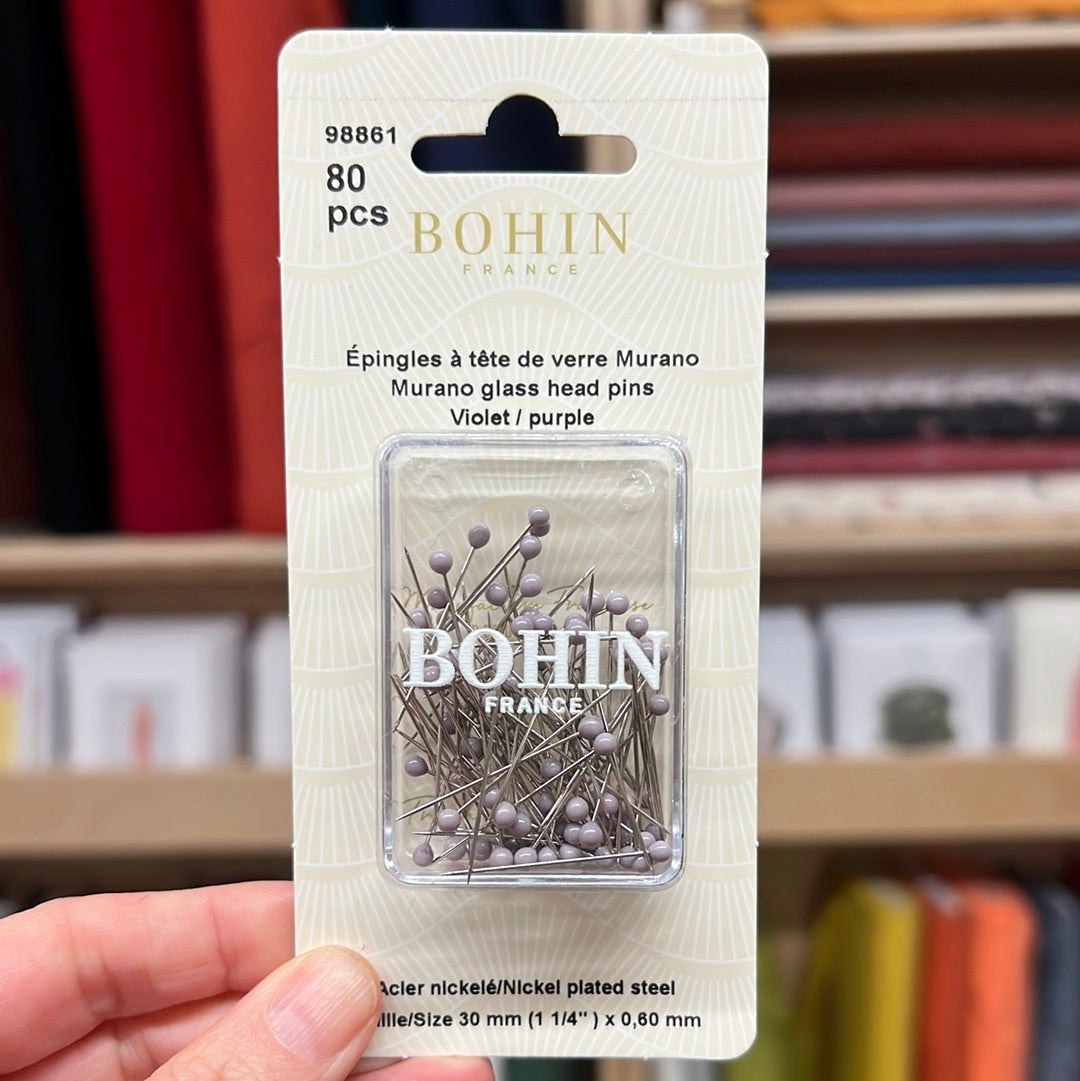 98861
80
pcs
BOHIN
FRANCE
Épingles à tête de verre Murano
Murano glass head pins
Violet / purple
BOHIN
FRANCE
Acier nickelé/Nickel plated steel
ille/Size 30 mm (1 1/4") x 0,60 mm